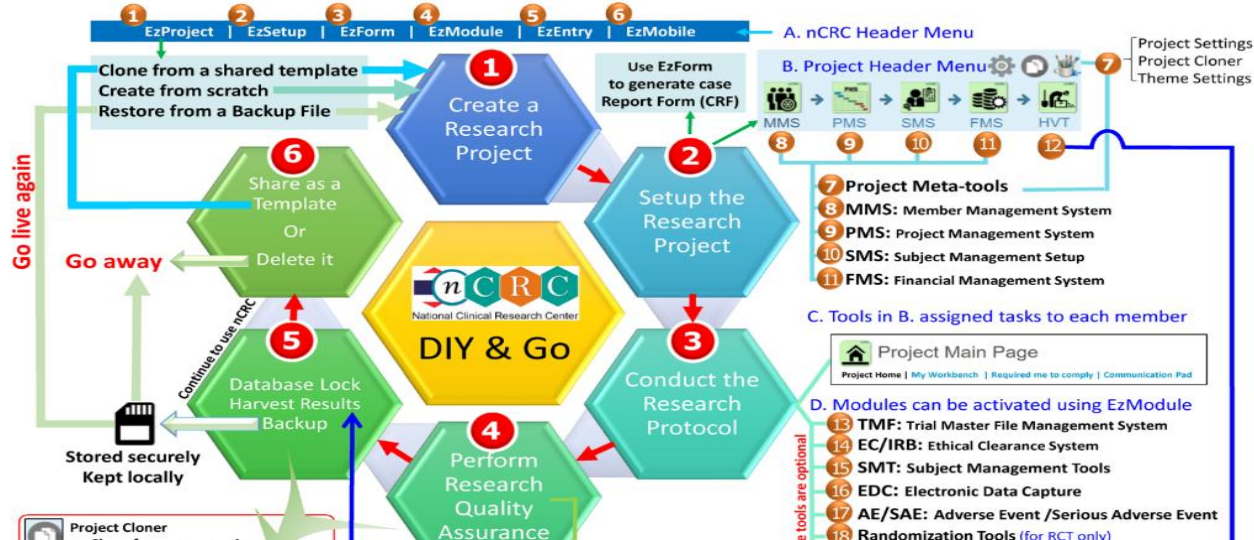 1 2 3 4 5 6
EzProject | EzSetup | EzForm | EzModule | EzEntry | EzMobile
A. nCRC Header Menu
Clone from a shared template
Create from scratch
Restore from a Backup File
1
Create a
Research
Project
Use EzForm
to generate case
Report Form (CRF)
B. Project Header Menu
7
Project Settings
Project Cloner
Theme Settings
MMS PMS SMS FMS HVT
8 9 10 11 12
2
Setup the
Research
Project
7 Project Meta-tools
8 MMS: Member Management System
9 PMS: Project Management System
10 SMS: Subject Management Setup
11 FMS: Financial Management System
6
Share as a
Template
Or
Delete it
Go live again
Go away
nCRC
National Clinical Research Center
DIY & Go
Continue to use nCRC
3
Conduct the
Research
Protocol
C. Tools in B. assigned tasks to each member
Project Main Page
Project Home | My Workbench | Required me to comply | Communication Pad
5
Database Lock
Harvest Results
Backup
Stored securely
Kept locally
4
Perform
Research
Quality
Assurance
D. Modules can be activated using EzModule
13 TMF: Trial Master File Management System
14 EC/IRB: Ethical Clearance System
15 SMT: Subject Management Tools
16 EDC: Electronic Data Capture
17 AE/SAE: Adverse Event /Serious Adverse Event
18 Randomization Tools (for RCT only)
e tools are optional
Project Cloner